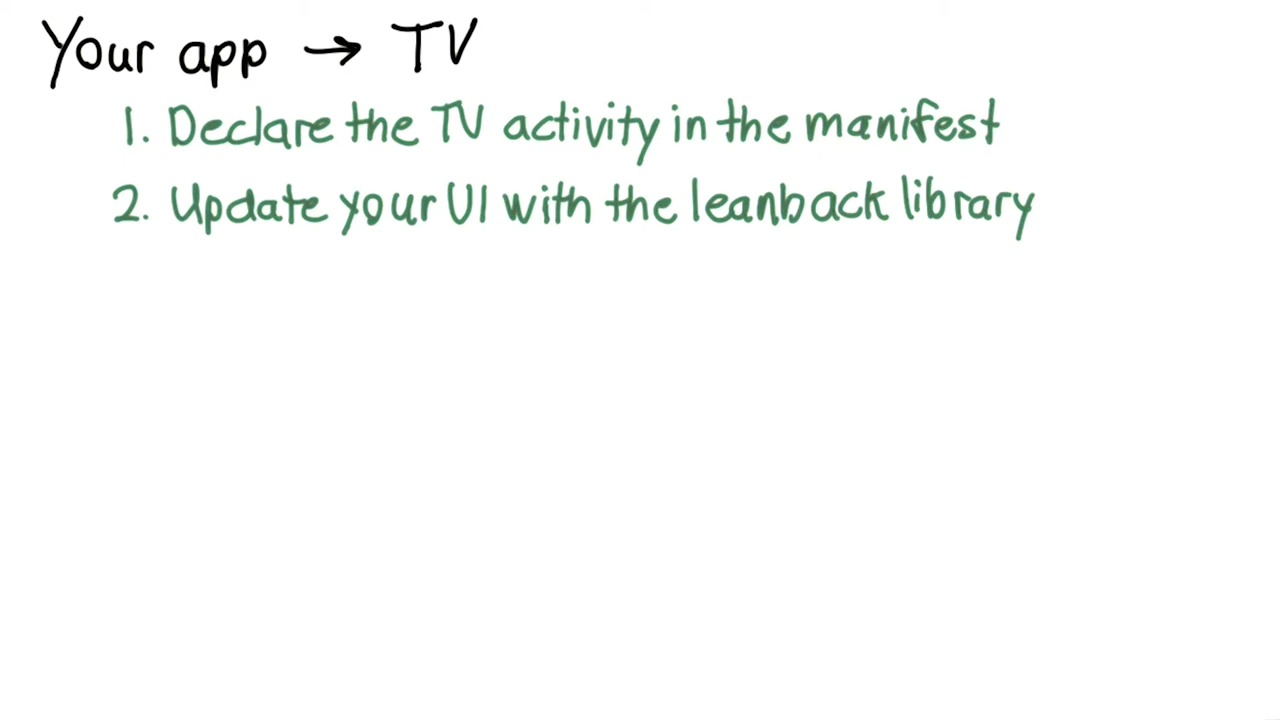 Your app → TV
1. Declare the TV activity in the manifest
2. Update your UI with the leanback library